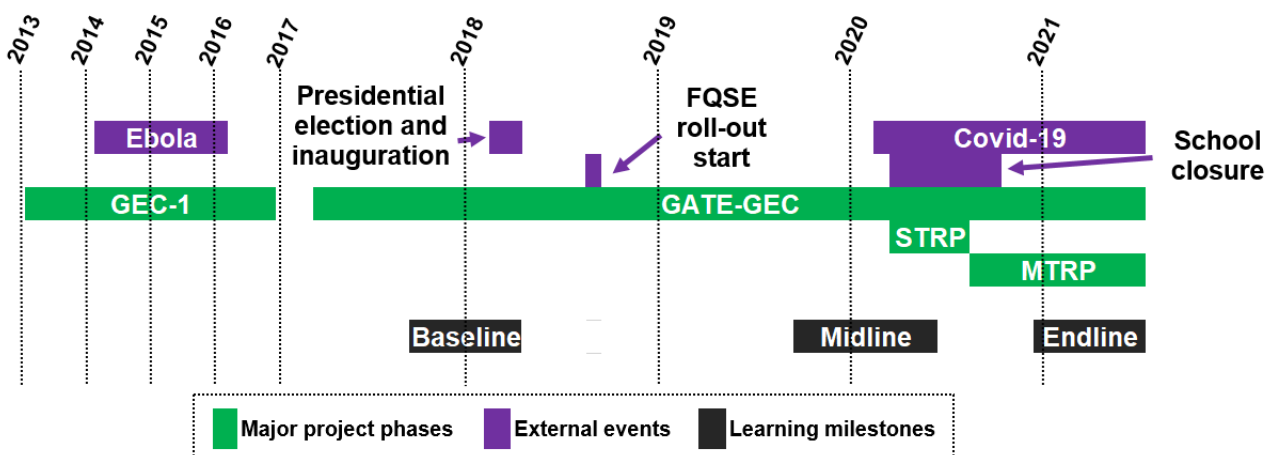 2013
2014
2015
2016
2017
2018
2019
2020
2021
Presidential
election and
inauguration
FQSE
roll-out
start
Ebola
Covid-19
School
closure
GEC-1
GATE-GEC
STRP
MTRP
Baseline
Midline
Endline
Major project phases
External events
Learning milestones